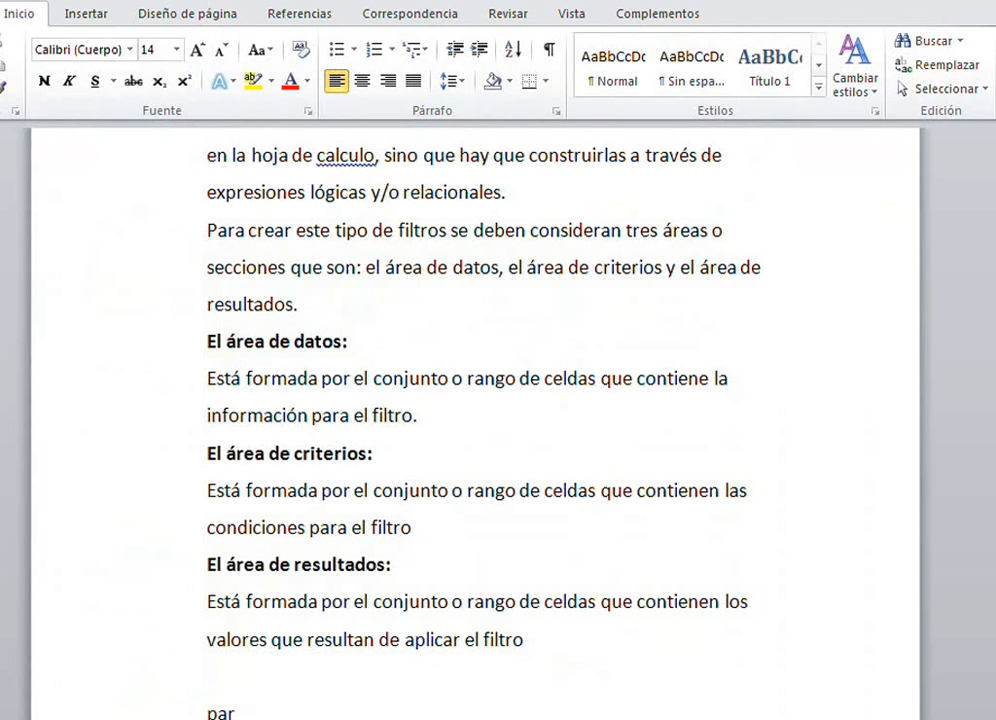 Inicio Insertar Diseño de página Referencias Correspondencia Revisar Vista Complementos
Calibri (Cuerpo) 14 Aa
N K S abc x₂ x² A ab A
Fuente
Párrafo
AaBbCcDc AaBbCcDc AaBbC(
¶ Normal ¶ Sin espa... Título 1
Cambiar
estilos
Estilos
Buscar
Reemplazar
Seleccionar
Edición
en la hoja de calculo, sino que hay que construirlas a través de
expresiones lógicas y/o relacionales.
Para crear este tipo de filtros se deben consideran tres áreas o
secciones que son: el área de datos, el área de criterios y el área de
resultados.
El área de datos:
Está formada por el conjunto o rango de celdas que contiene la
información para el filtro.
El área de criterios:
Está formada por el conjunto o rango de celdas que contienen las
condiciones para el filtro
El área de resultados:
Está formada por el conjunto o rango de celdas que contienen los
valores que resultan de aplicar el filtro
par